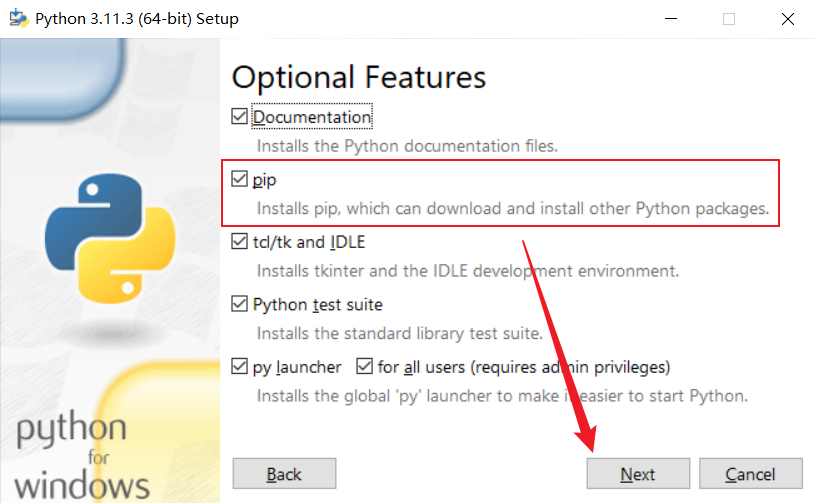 Python 3.11.3 (64-bit) Setup
Optional Features
Documentation
Installs the Python documentation files.
pip
Installs pip, which can download and install other Python packages.
tcl/tk and IDLE
Installs tkinter and the IDLE development environment.
Python test suite
Installs the standard library test suite.
py launcher for all users (requires admin privileges)
Installs the global 'py' launcher to make it easier to start Python.
python
for
windows
Back Next Cancel